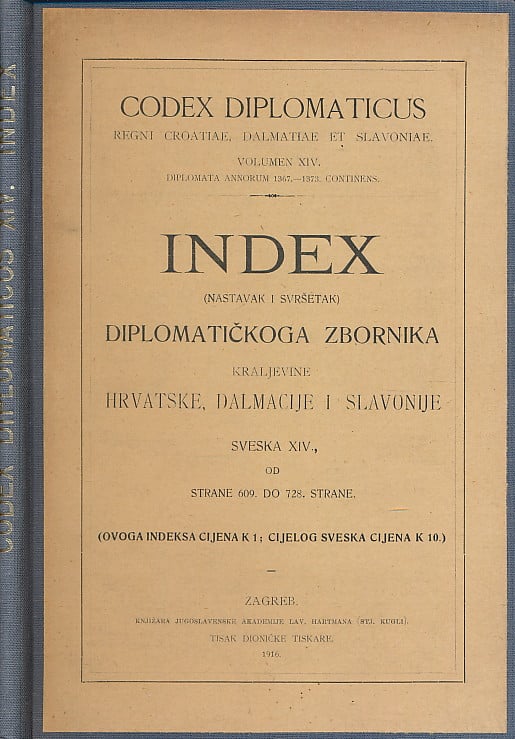 CODEX DIPLOMATICUS XIV. INDEX
CODEX DIPLOMATICUS
REGNI CROATIAE, DALMATIAE ET SLAVONIAE.
VOLUMEN XIV.
DIPLOMATA ANNORUM 1367.—1373. CONTINENS.
INDEX
(NASTAVAK I SVRŠETAK)
DIPLOMATIČKOGA ZBORNIKA
KRALJEVINE
HRVATSKE, DALMACIJE I SLAVONIJE
SVESKA XIV.,
OD
STRANE 609. DO 728. STRANE.
(OVOGA INDEKSA CIJENA K 1; CIJELOG SVESKA CIJENA K 10.)
ZAGREB.
KNJIŽARA JUGOSLAVENSKE AKADEMIJE LAV. HARTMANA (STJ. KUGLI).
TISAK DIONIČKE TISKARE.
1916.